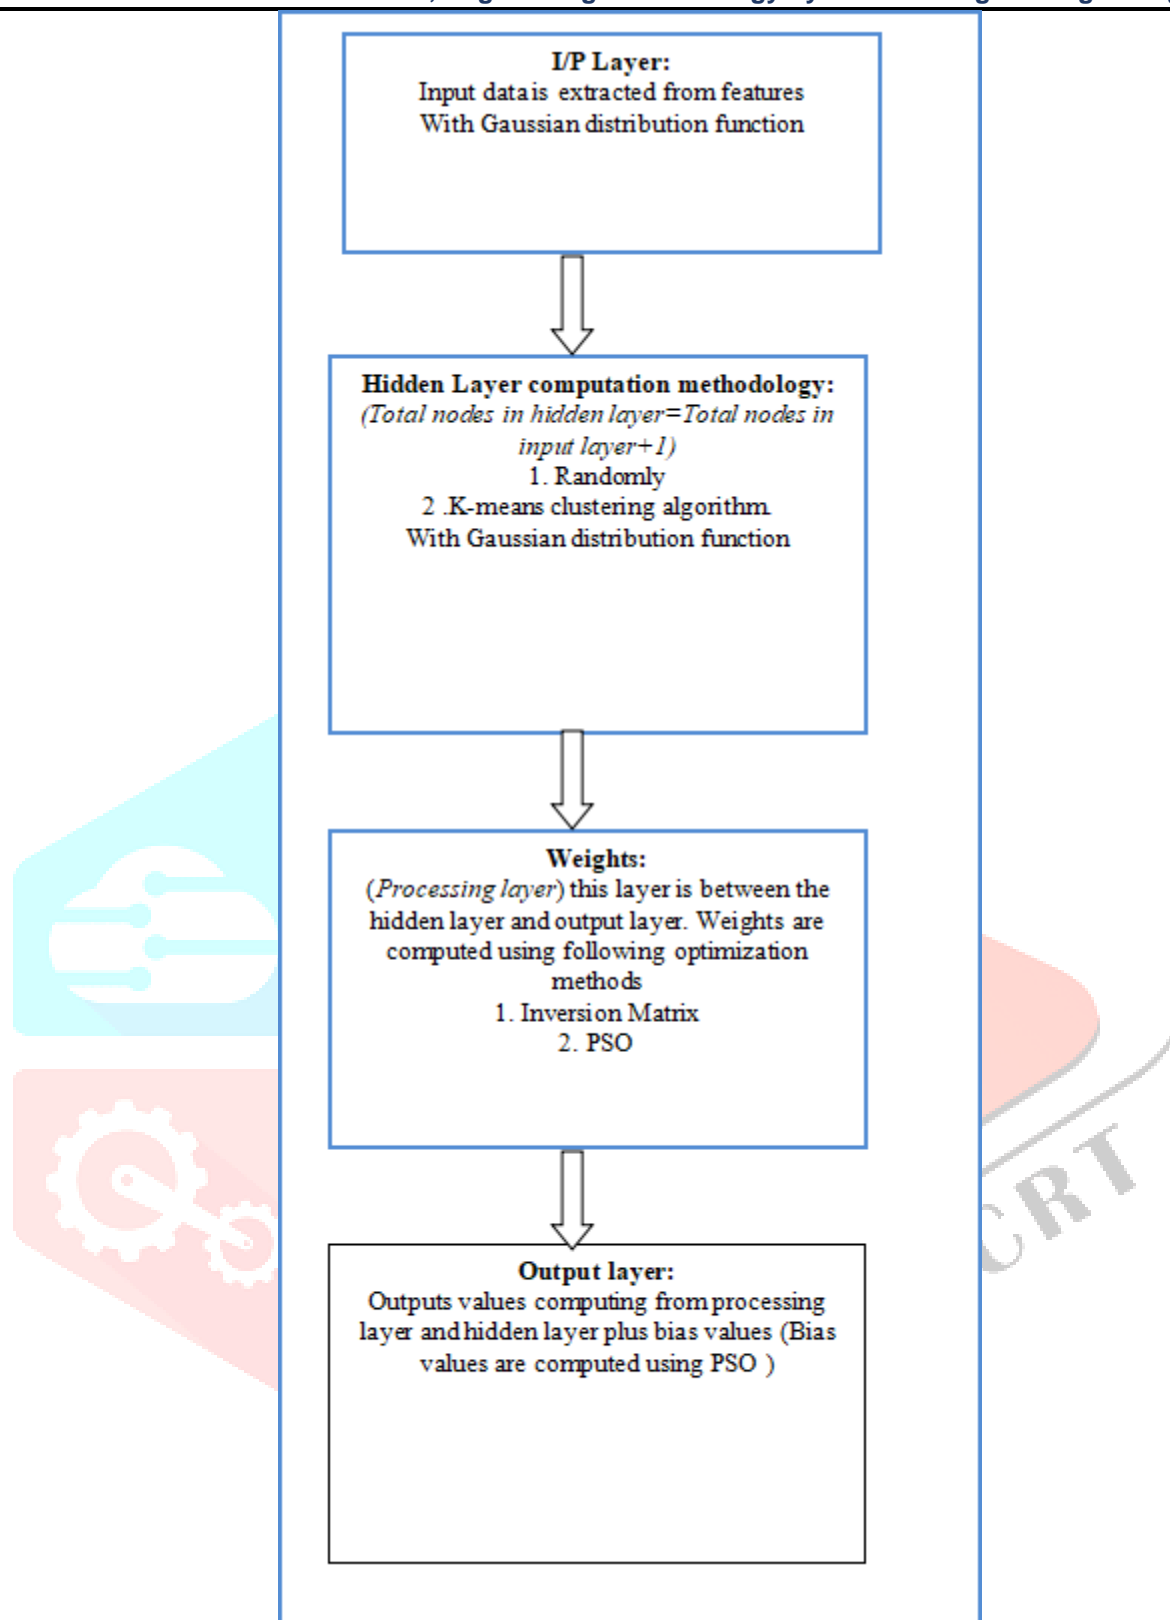 I/P Layer:
Input data is extracted from features
With Gaussian distribution function
Hidden Layer computation methodology:
(Total nodes in hidden layer=Total nodes in
input layer+1)
1. Randomly
2 .K-means clustering algorithm.
With Gaussian distribution function
Weights:
(Processing layer) this layer is between the
hidden layer and output layer. Weights are
computed using following optimization
methods
1. Inversion Matrix
2. PSO
Output layer:
Outputs values computing from processing
layer and hidden layer plus bias values (Bias
values are computed using PSO )
CRT